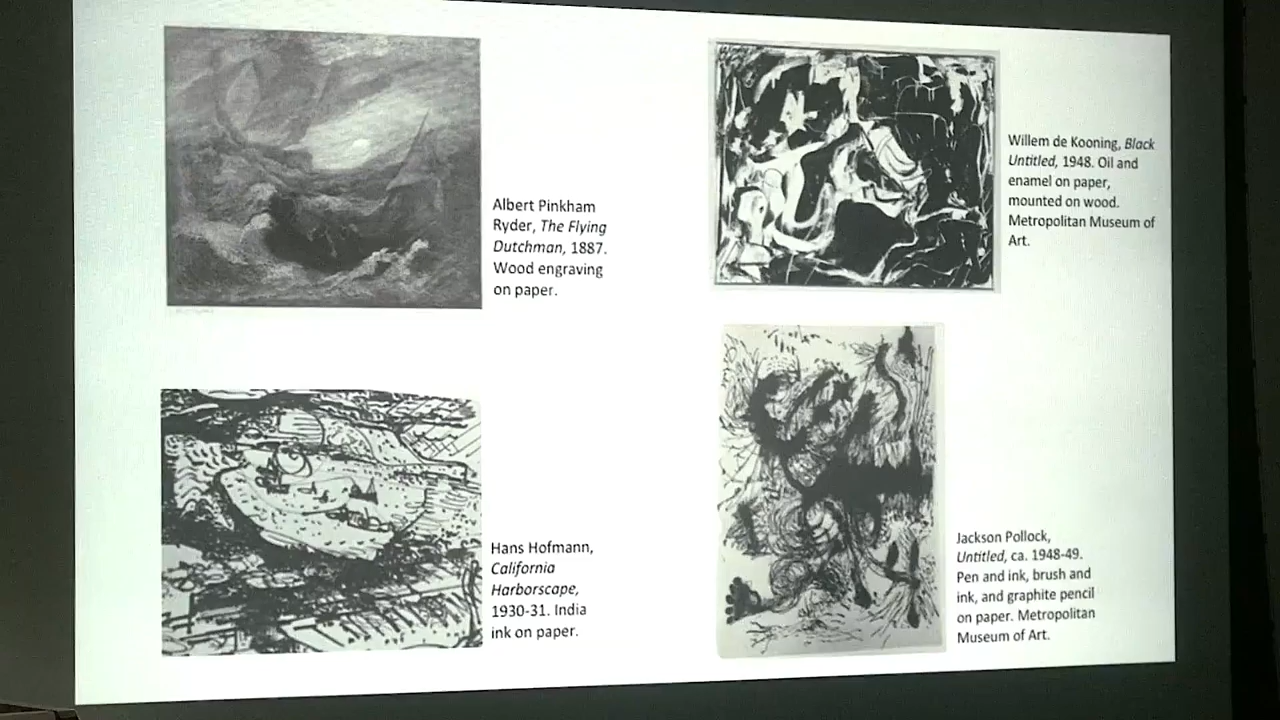 Albert Pinkham
Ryder, The Flying
Dutchman, 1887.
Wood engraving
on paper.
Willem de Kooning, Black
Untitled, 1948. Oil and
enamel on paper,
mounted on wood.
Metropolitan Museum of
Art.
Hans Hofmann,
California
Harborscape,
1930-31. India
ink on paper.
Jackson Pollock,
Untitled, ca. 1948-49.
Pen and ink, brush and
ink, and graphite pencil
on paper. Metropolitan
Museum of Art.